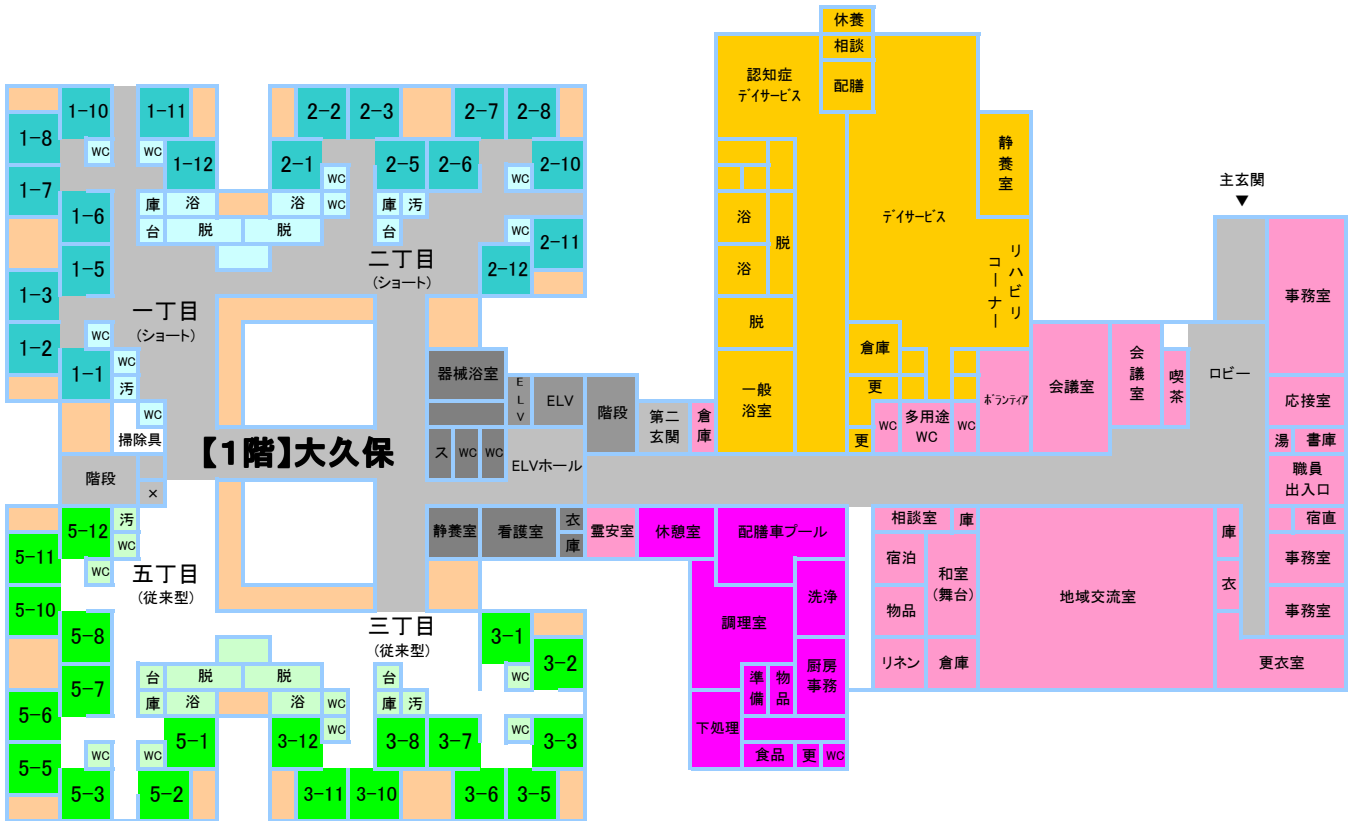 休養
相談
配膳
認知症
デイサービス
静養室
デイサービス
リハビリ
コーナー
浴
浴
脱
脱
一般
浴室
倉庫
更
更
WC
多用途
WC
WC
ボランティア
会議室
会議室
喫茶
主玄関
▼
ロビー
事務室
応接室
湯
書庫
職員
出入口
宿直
事務室
事務室
更衣室
庫
衣
地域交流室
相談室
庫
宿泊
和室
(舞台)
物品
リネン
倉庫
1-10
1-11
1-8
WC
WC
1-12
1-7
1-6
庫
浴
台
脱
1-5
1-3
一丁目
(ショート)
1-2
WC
1-1
WC
汚
WC
掃除具
階段
×
2-2
2-3
2-7
2-8
2-1
WC
2-5
2-6
WC
2-10
浴
WC
庫
汚
脱
台
WC
2-11
2-12
二丁目
(ショート)
【1階】大久保
器械浴室
ELV
ELV
階段
第二
玄関
倉庫
ス
WC
WC
ELVホール
静養室
看護室
衣
庫
霊安室
休憩室
配膳車プール
洗浄
調理室
厨房
事務
準備
物品
下処理
食品
更
WC
5-12
汚
WC
5-11
WC
五丁目
(従来型)
5-10
5-8
5-7
台
脱
庫
浴
5-6
5-5
WC
WC
5-1
5-3
5-2
三丁目
(従来型)
3-1
3-2
WC
脱
台
浴
WC
庫
汚
WC
3-12
WC
3-8
3-7
3-3
3-11
3-10
3-6
3-5